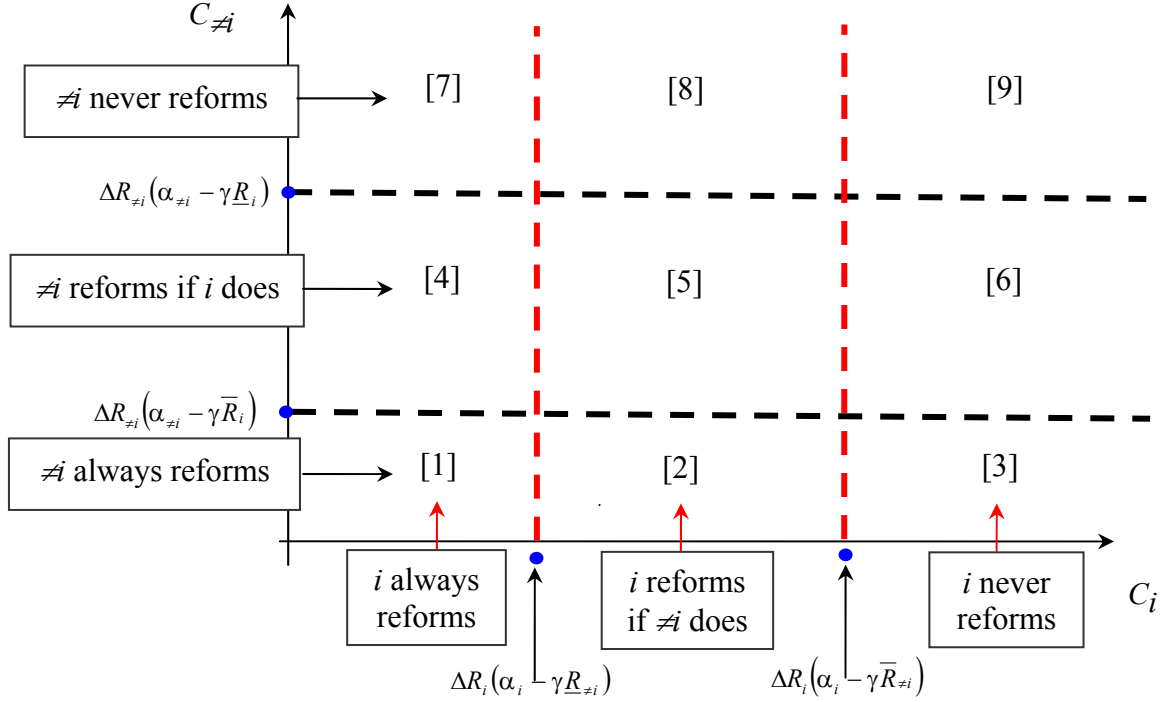 C≠i
≠i never reforms
[7] [8] [9]
ΔR≠i(α≠i − γR̲i)
≠i reforms if i does
[4] [5] [6]
ΔR≠i(α≠i − γR̅i)
≠i always reforms
[1] [2] [3]
i always
reforms
i reforms
if ≠i does
i never
reforms
Ci
ΔRi(αi − γR̲≠i)
ΔRi(αi − γR̅≠i)